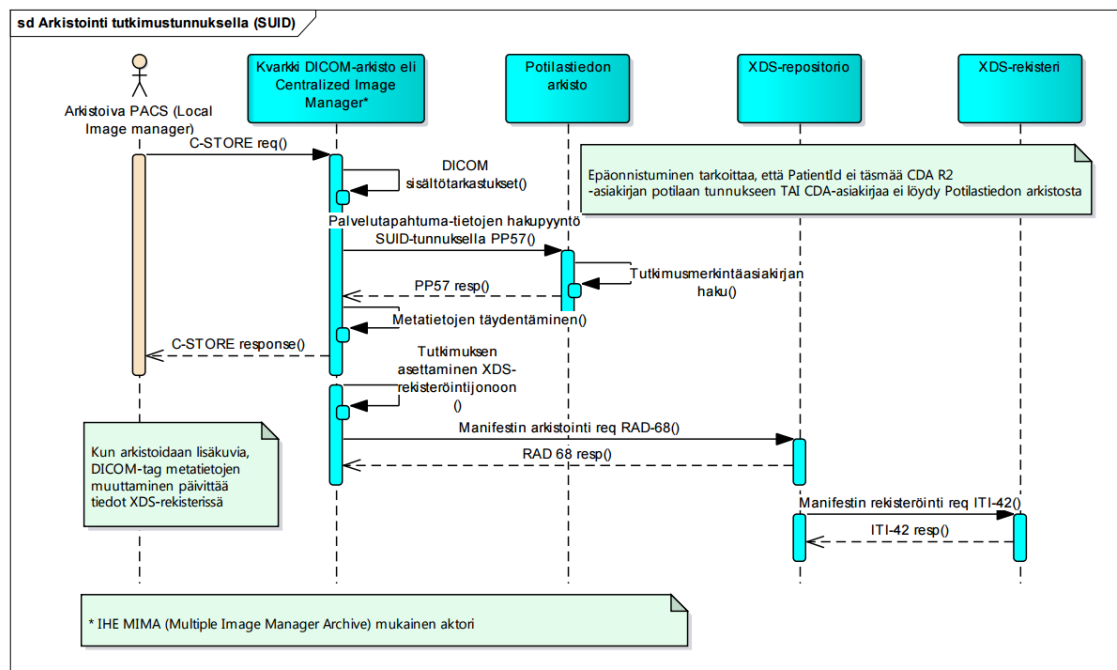 sd Arkistointi tutkimustunnuksella (SUID)
Arkistoiva PACS (Local
Image manager)
Kvarkki DICOM-arkisto eli
Centralized Image
Manager*
Potilastiedon
arkisto
XDS-repositorio
XDS-rekisteri
C-STORE req()
DICOM
sisältötarkastukset()
Epäonnistuminen tarkoittaa, että PatientId ei täsmää CDA R2
-asiakirjan potilaan tunnukseen TAI CDA-asiakirjaa ei löydy Potilastiedon arkistosta
Palvelutapahtuma-tietojen hakupyyntö
SUID-tunnuksella PP57()
Tutkimusmerkintäasiakirjan
haku()
PP57 resp()
Metatietojen täydentäminen()
C-STORE response()
Tutkimuksen
asettaminen XDS-
rekisteröintijonoon
()
Manifestin arkistointi req RAD-68()
RAD 68 resp()
Kun arkistoidaan lisäkuvia,
DICOM-tag metatietojen
muuttaminen päivittää
tiedot XDS-rekisterissä
Manifestin rekisteröinti req ITI-42()
ITI-42 resp()
* IHE MIMA (Multiple Image Manager Archive) mukainen aktori